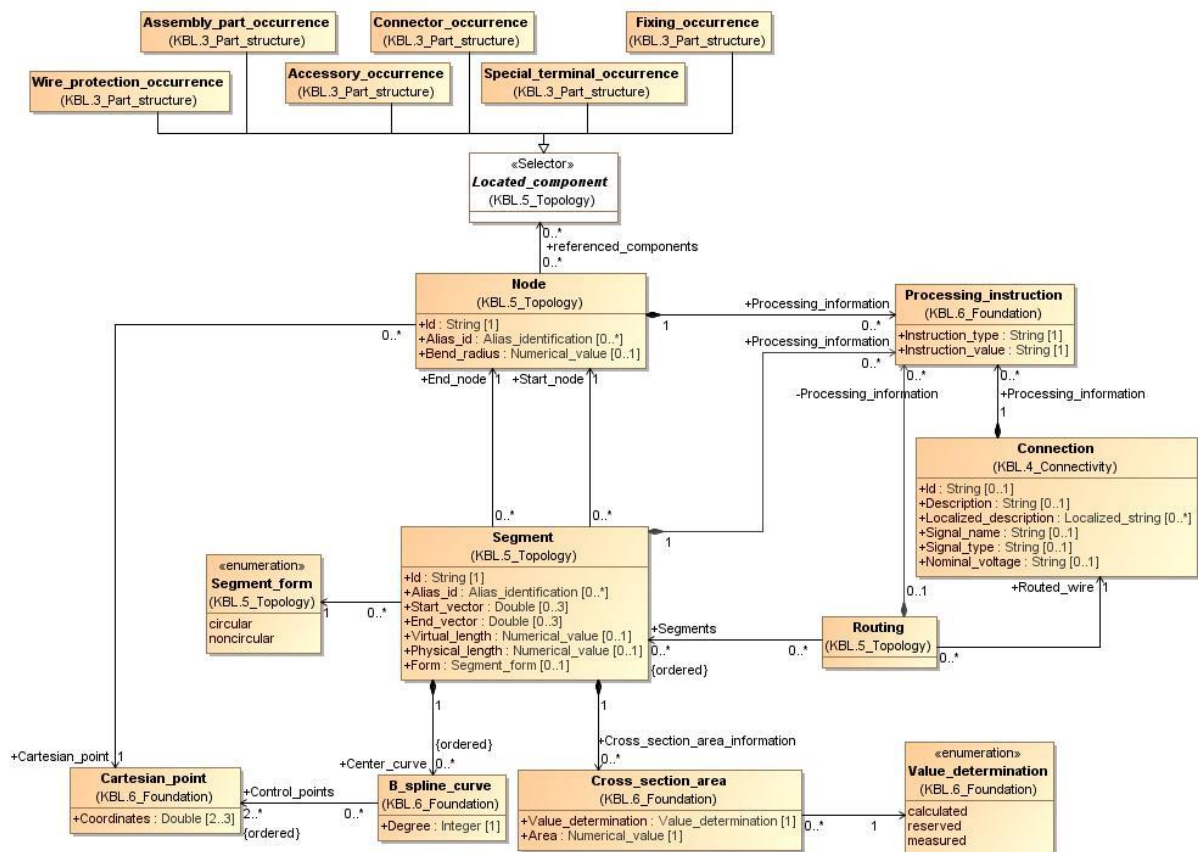 Assembly_part_occurrence
(KBL.3_Part_structure)
Connector_occurrence
(KBL.3_Part_structure)
Fixing_occurrence
(KBL.3_Part_structure)
Wire_protection_occurrence
(KBL.3_Part_structure)
Accessory_occurrence
(KBL.3_Part_structure)
Special_terminal_occurrence
(KBL.3_Part_structure)
«Selector»
Located_component
(KBL.5_Topology)
0..*
+referenced_components
0..*
Node
(KBL.5_Topology)
+Id : String [1]
+Alias_id : Alias_identification [0..*]
+Bend_radius : Numerical_value [0..1]
0..*
1
+Processing_information
0..*
+Processing_information
0..*
Processing_instruction
(KBL.6_Foundation)
+Instruction_type : String [1]
+Instruction_value : String [1]
+End_node
1
+Start_node
1
0..*
-Processing_information
0..*
+Processing_information
1
Connection
(KBL.4_Connectivity)
+Id : String [0..1]
+Description : String [0..1]
+Localized_description : Localized_string [0..*]
+Signal_name : String [0..1]
+Signal_type : String [0..1]
+Nominal_voltage : String [0..1]
0..*
0..*
Segment
(KBL.5_Topology)
+Id : String [1]
+Alias_id : Alias_identification [0..*]
+Start_vector : Double [0..3]
+End_vector : Double [0..3]
+Virtual_length : Numerical_value [0..1]
+Physical_length : Numerical_value [0..1]
+Form : Segment_form [0..1]
1
«enumeration»
Segment_form
(KBL.5_Topology)
circular
noncircular
1
0..*
+Routed_wire
1
0..1
Routing
(KBL.5_Topology)
0..*
+Segments
0..*
{ordered}
0..*
1
{ordered}
+Center_curve
0..*
1
+Cross_section_area_information
0..*
+Cartesian_point
1
Cartesian_point
(KBL.6_Foundation)
+Coordinates : Double [2..3]
+Control_points
2..*
{ordered}
0..*
B_spline_curve
(KBL.6_Foundation)
+Degree : Integer [1]
Cross_section_area
(KBL.6_Foundation)
+Value_determination : Value_determination [1]
+Area : Numerical_value [1]
0..*
1
«enumeration»
Value_determination
(KBL.6_Foundation)
calculated
reserved
measured